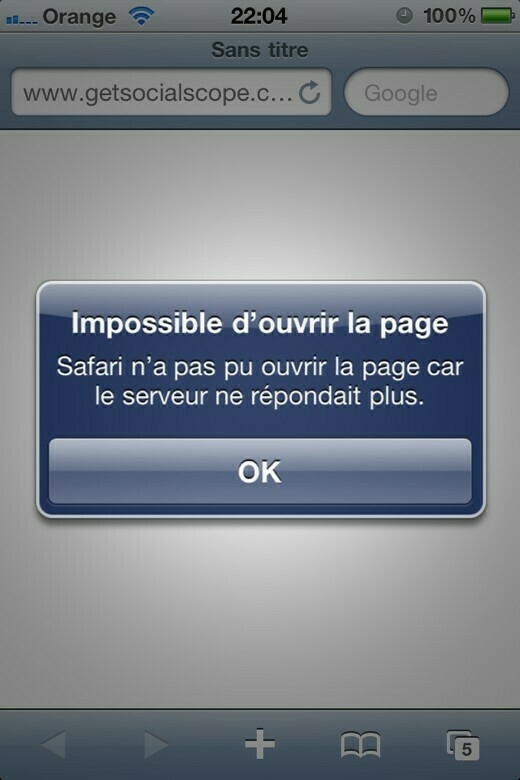 Orange 22:04 100%
Sans titre
www.getsocialscope.c... Google
Impossible d'ouvrir la page
Safari n'a pas pu ouvrir la page car
le serveur ne répondait plus.
OK
5